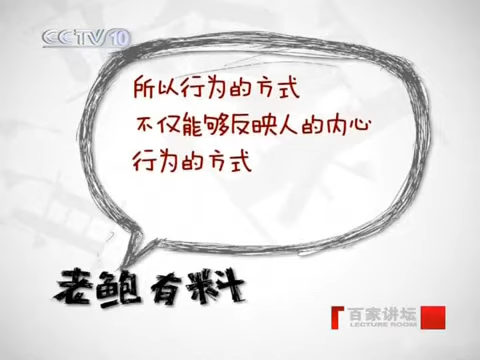 CCTV10
所以行为的方式
不仅能够反映人的内心
行为的方式
老鲍有料
百家讲坛
LECTURE ROOM